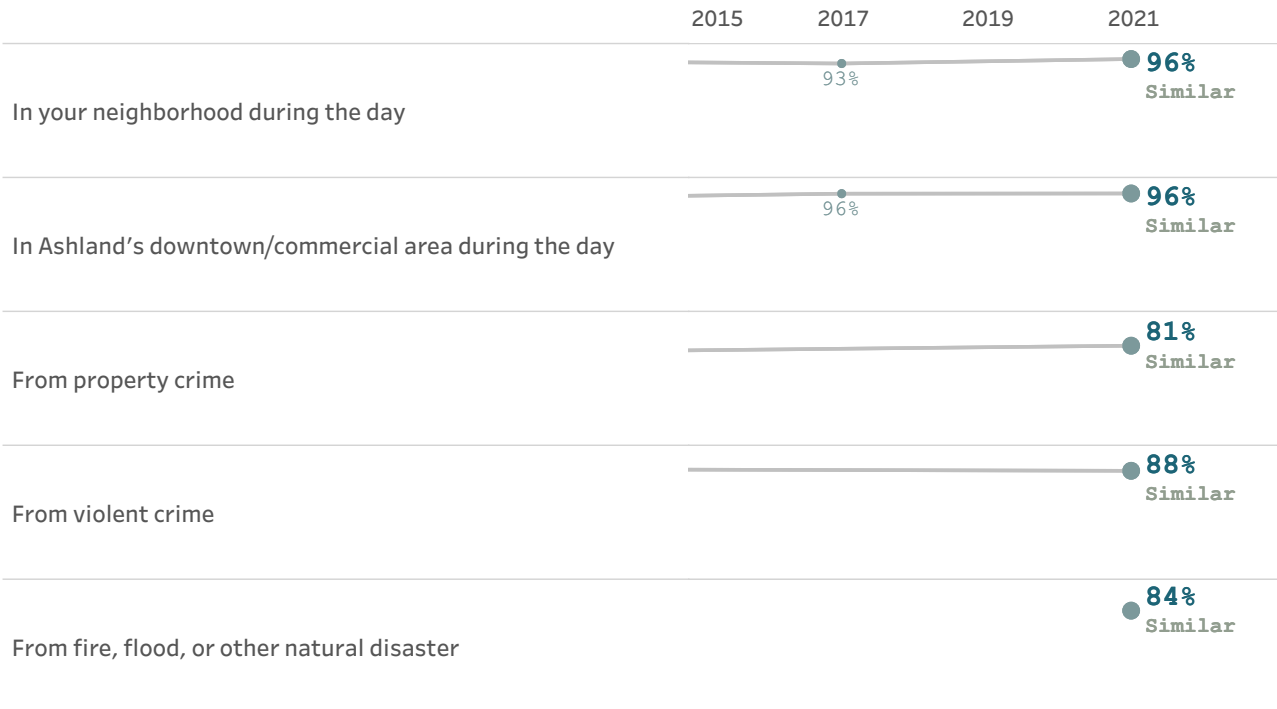 2015 2017 2019 2021
96%
93%
Similar
In your neighborhood during the day
96%
96%
Similar
In Ashland’s downtown/commercial area during the day
81%
Similar
From property crime
88%
Similar
From violent crime
84%
Similar
From fire, flood, or other natural disaster